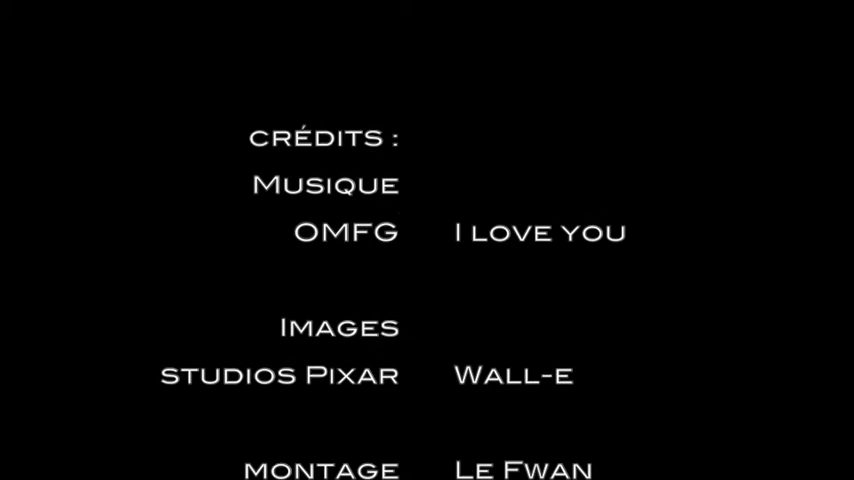 CRÉDITS :
MUSIQUE
OMFG I LOVE YOU
IMAGES
STUDIOS PIXAR WALL-E
MONTAGE LE FWAN